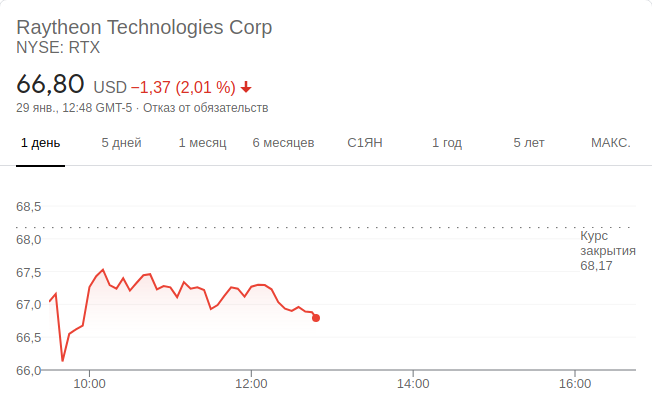 Raytheon Technologies Corp
NYSE: RTX
66,80 USD −1,37 (2,01 %)
29 янв., 12:48 GMT-5 · Отказ от обязательств
1 день 5 дней 1 месяц 6 месяцев С1ЯН 1 год 5 лет МАКС.
68,5
68,0
67,5
67,0
66,5
66,0
Курс
закрытия
68,17
10:00 12:00 14:00 16:00